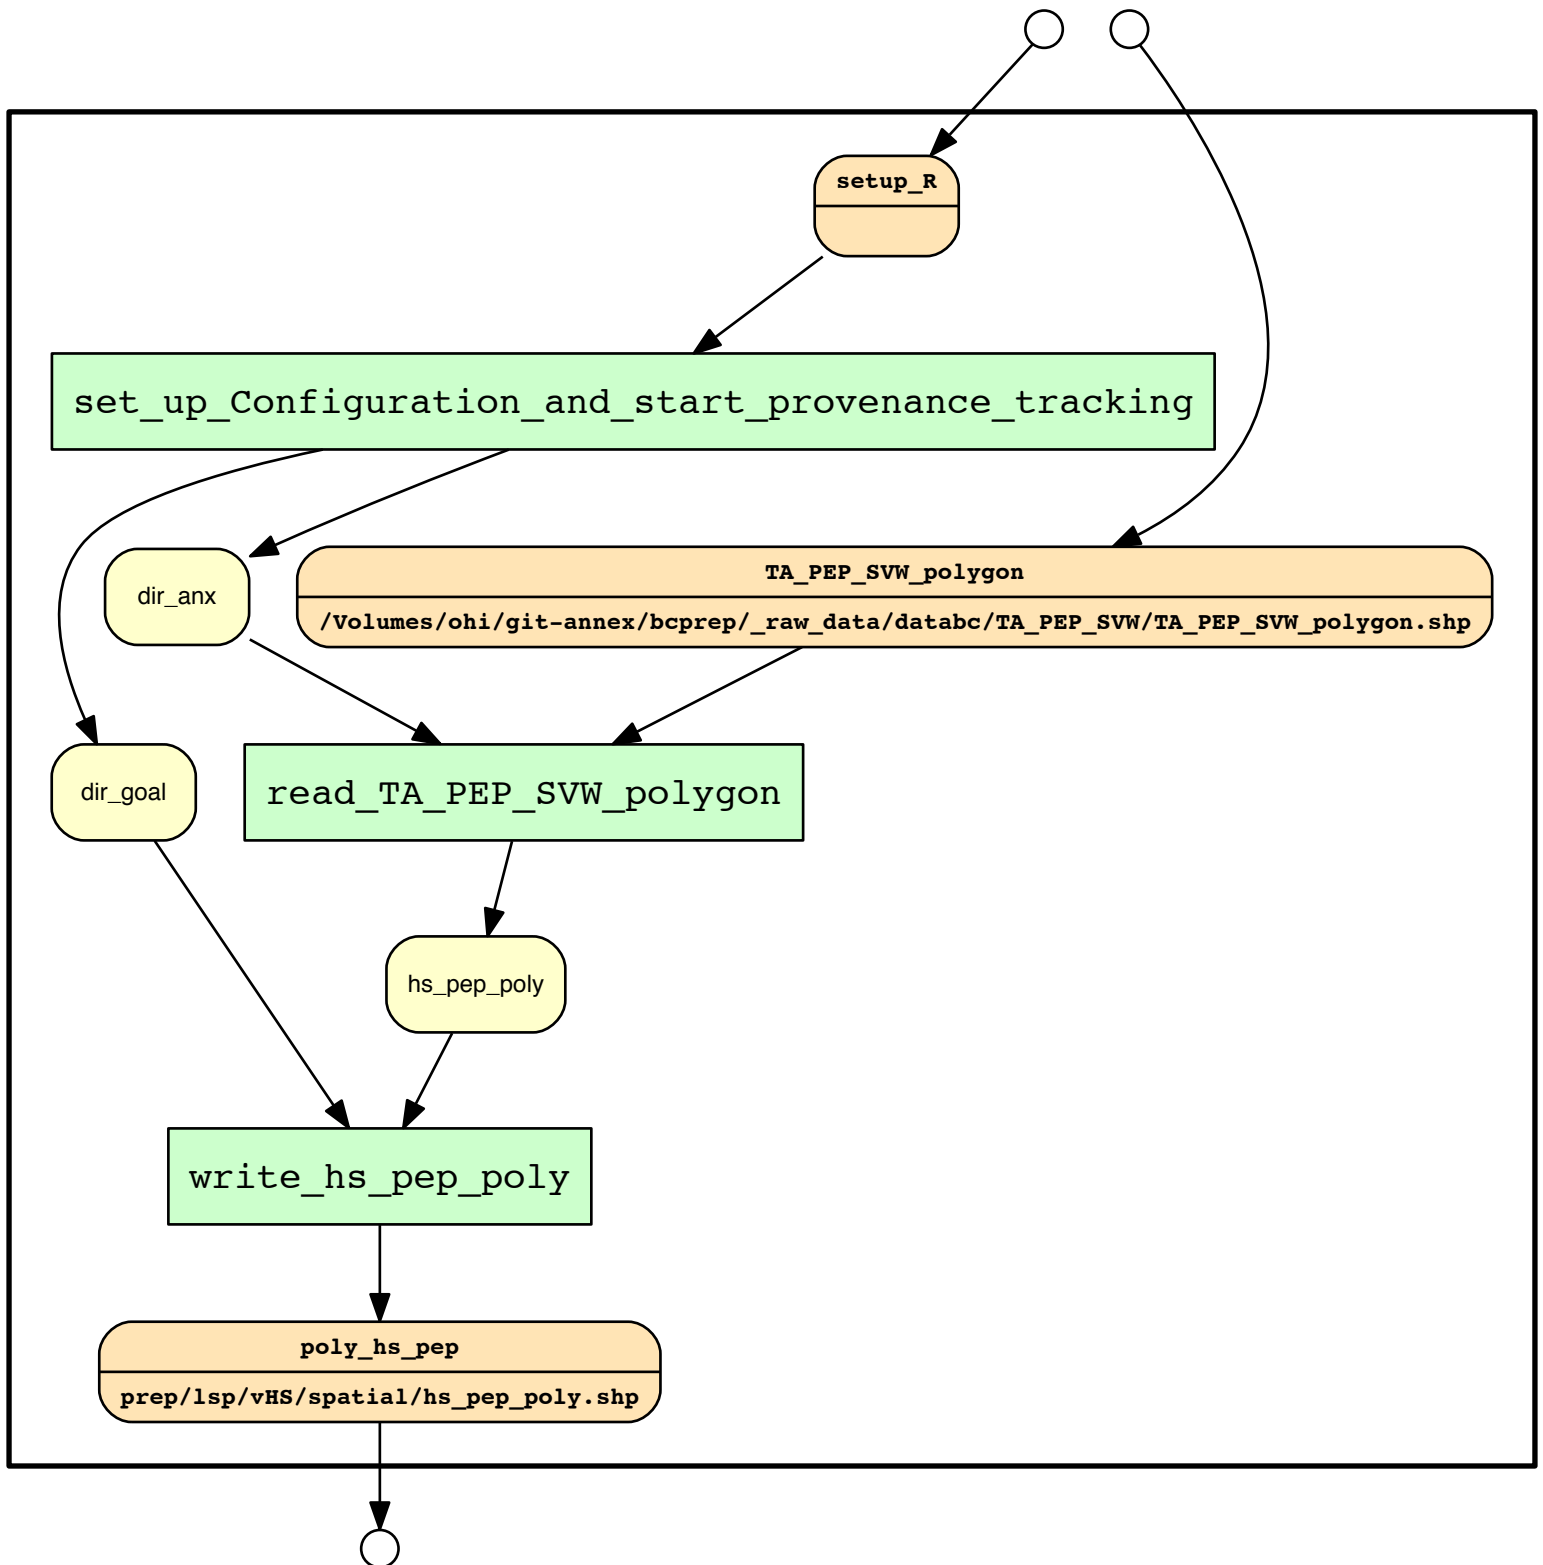 setup_R
set_up_Configuration_and_start_provenance_tracking
dir_anx
TA_PEP_SVW_polygon
/Volumes/ohi/git-annex/bcprep/_raw_data/databc/TA_PEP_SVW/TA_PEP_SVW_polygon.shp
dir_goal
read_TA_PEP_SVW_polygon
hs_pep_poly
write_hs_pep_poly
poly_hs_pep
prep/lsp/vHS/spatial/hs_pep_poly.shp